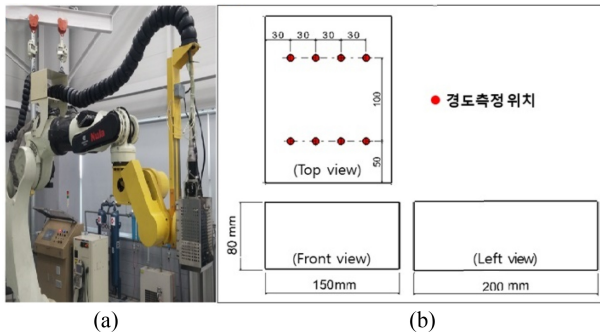 30 30 30 30
100
50
(Top view)
경도측정 위치
80 mm
(Front view)
150mm
(Left view)
200 mm
(a)
(b)